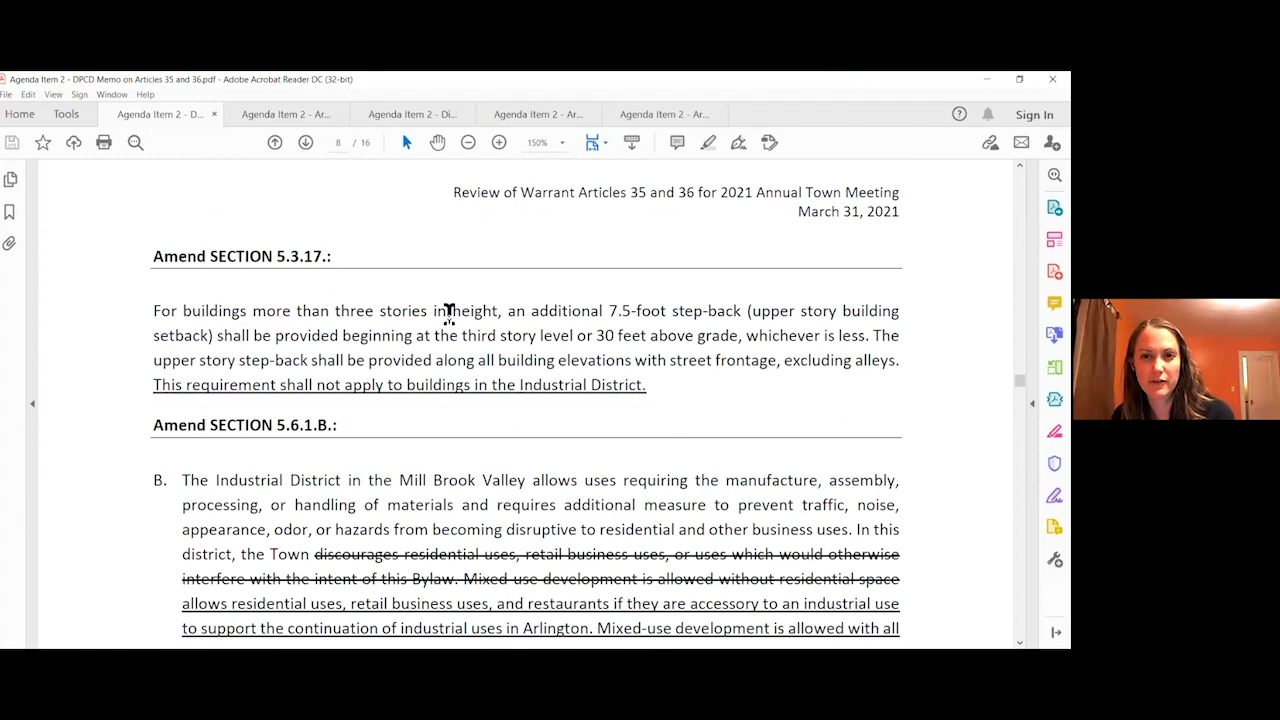 Agenda Item 2 - DPCD Memo on Articles 35 and 36.pdf - Adobe Acrobat Reader DC (32-bit)
File Edit View Sign Window Help
Home Tools Agenda Item 2 - D... × Agenda Item 2 - Ar... Agenda Item 2 - Di... Agenda Item 2 - Ar... Agenda Item 2 - Ar... Sign In
8 / 16 150%
Review of Warrant Articles 35 and 36 for 2021 Annual Town Meeting
March 31, 2021
Amend SECTION 5.3.17.:
For buildings more than three stories in height, an additional 7.5-foot step-back (upper story building
setback) shall be provided beginning at the third story level or 30 feet above grade, whichever is less. The
upper story step-back shall be provided along all building elevations with street frontage, excluding alleys.
This requirement shall not apply to buildings in the Industrial District.
Amend SECTION 5.6.1.B.:
B. The Industrial District in the Mill Brook Valley allows uses requiring the manufacture, assembly,
processing, or handling of materials and requires additional measure to prevent traffic, noise,
appearance, odor, or hazards from becoming disruptive to residential and other business uses. In this
district, the Town discourages residential uses, retail business uses, or uses which would otherwise
interfere with the intent of this Bylaw. Mixed-use development is allowed without residential space
allows residential uses, retail business uses, and restaurants if they are accessory to an industrial use
to support the continuation of industrial uses in Arlington. Mixed-use development is allowed with all